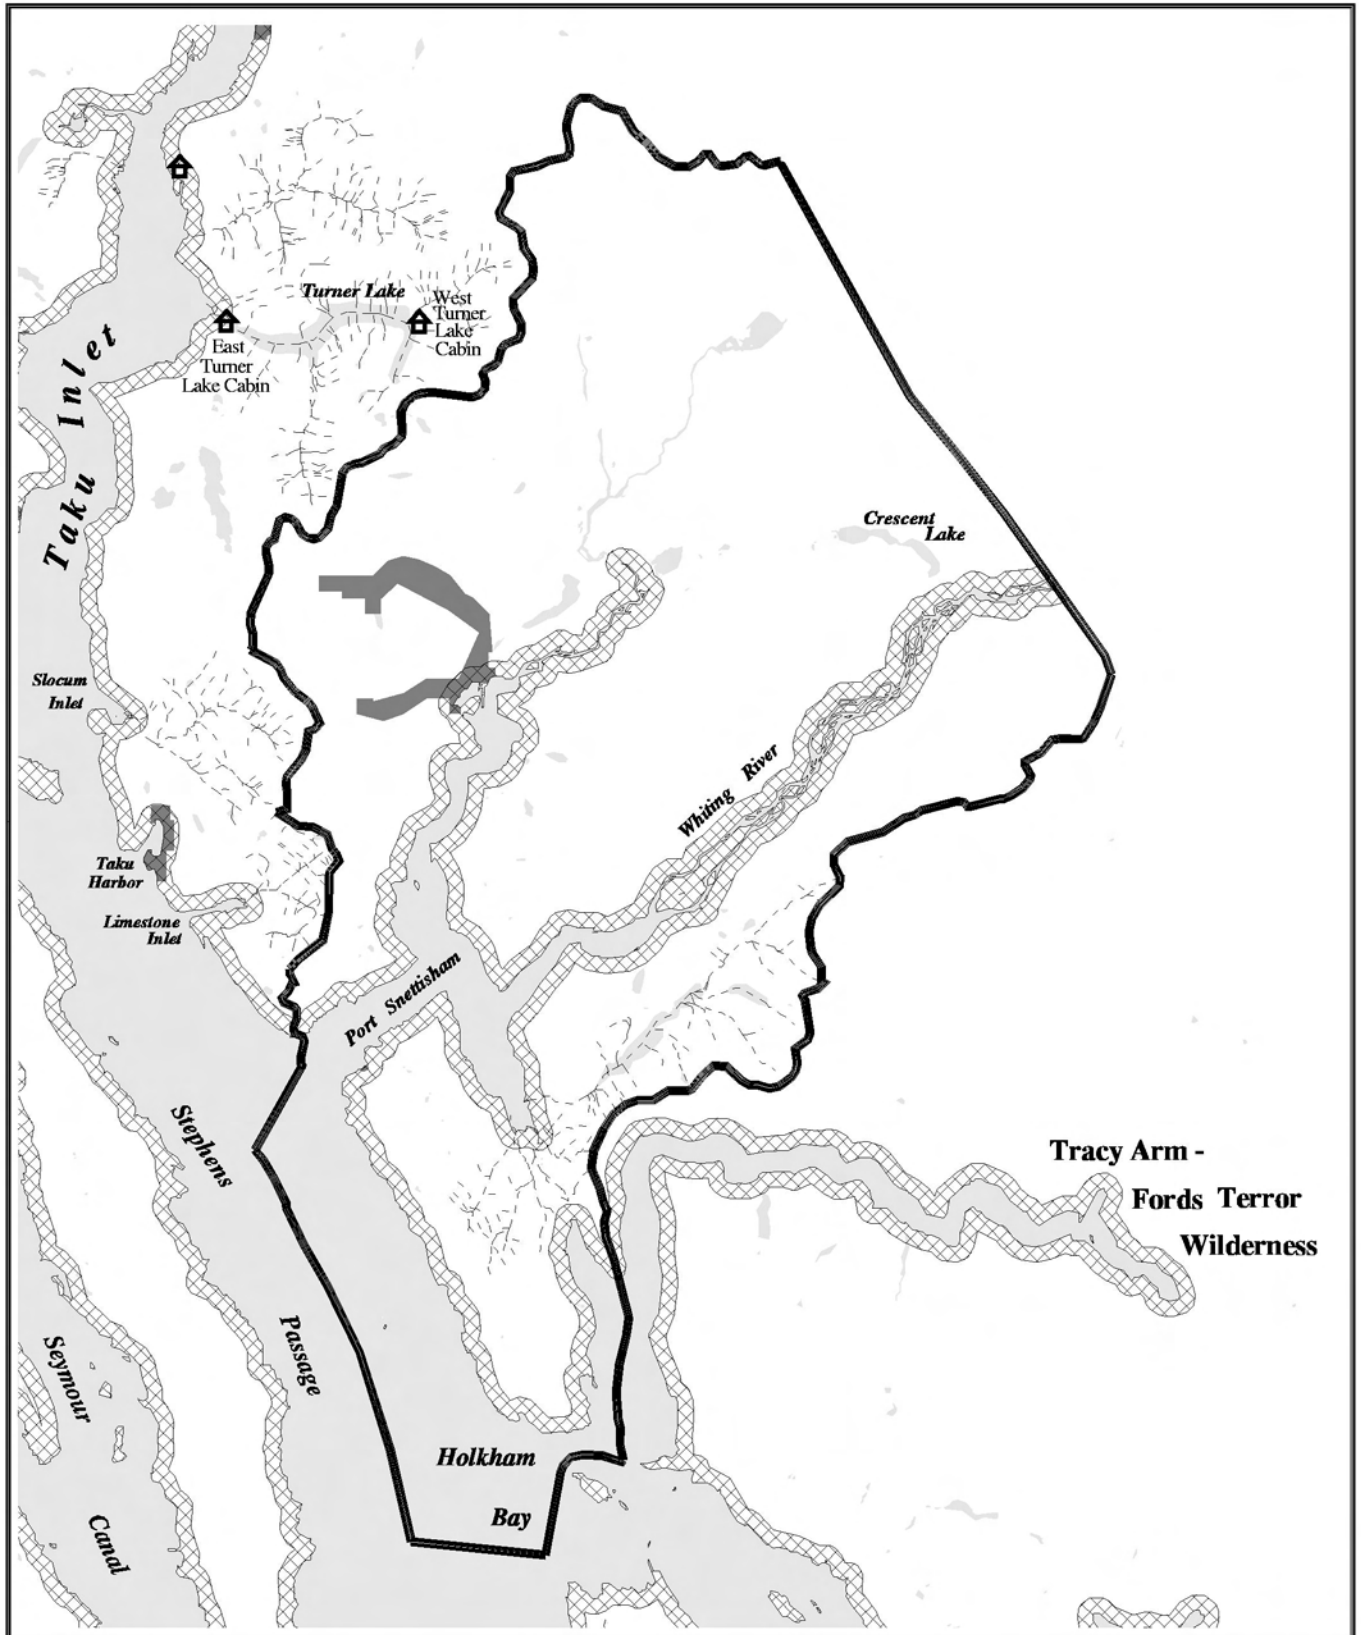 Turner Lake
West
Turner
Lake
Cabin
East
Turner
Lake Cabin
Taku Inlet
Crescent
Lake
Slocum
Inlet
Whiting River
Taku
Harbor
Limestone
Inlet
Port Snettisham
Stephens
Passage
Tracy Arm -
Fords Terror
Wilderness
Seymour
Canal
Holkham
Bay